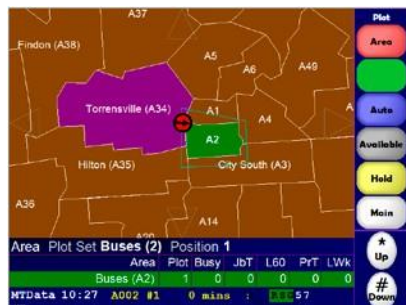 A37
Plot
Findon (A38)
A5
A6
A49
Area
Torrensville (A34)
A1
A4
Auto
A2
Available
Hilton (A35)
City South (A3)
Hold
A36
A14
Main
Area Plot Set Buses (2) Position 1
Area Plot Busy JbT L60 PrT LWk
Buses (A2) 1 0 0 0 0 0
* Up
MTData 10:27 A002 #1 0 mins :
57
# Down